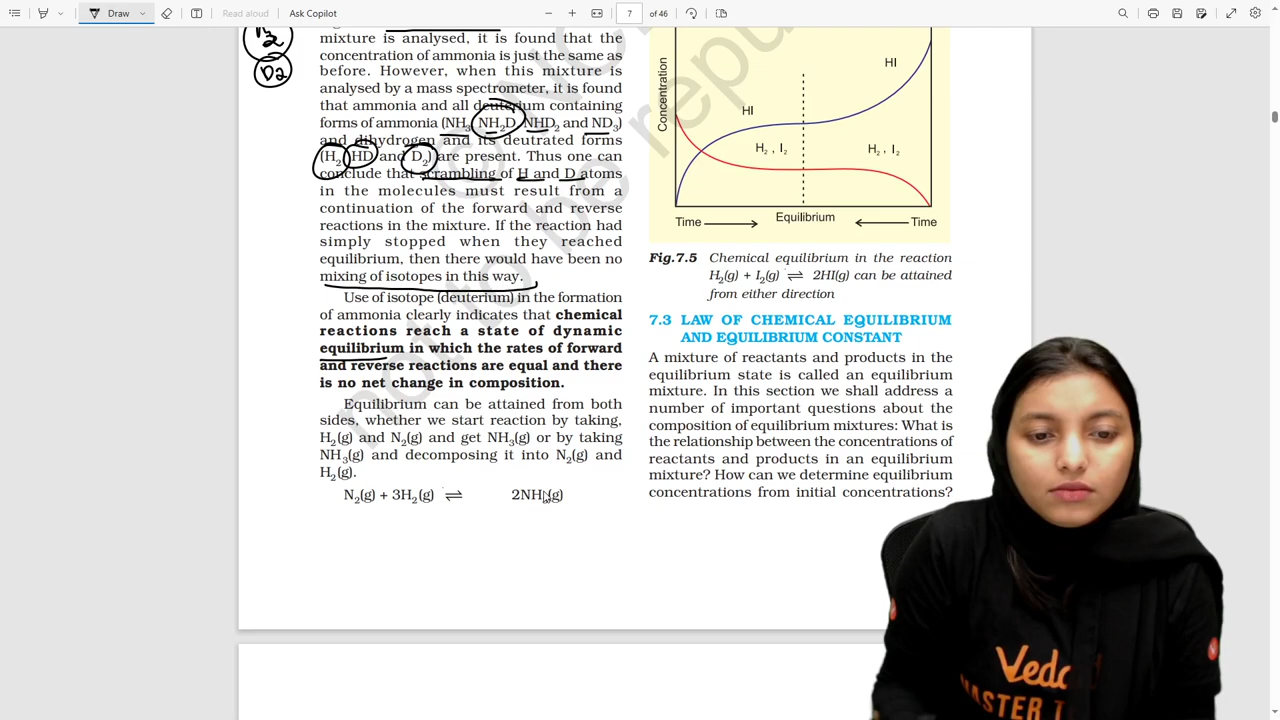 Draw
Read aloud
Ask Copilot
7
of 46
D2
mixture is analysed, it is found that the
concentration of ammonia is just the same as
before. However, when this mixture is
analysed by a mass spectrometer, it is found
that ammonia and all deuterium containing
forms of ammonia (NH₃, NH₂D, NHD₂ and ND₃)
and dihydrogen and its deutrated forms
(H₂, HD and D₂) are present. Thus one can
conclude that scrambling of H and D atoms
in the molecules must result from a
continuation of the forward and reverse
reactions in the mixture. If the reaction had
simply stopped when they reached
equilibrium, then there would have been no
mixing of isotopes in this way.
Use of isotope (deuterium) in the formation
of ammonia clearly indicates that chemical
reactions reach a state of dynamic
equilibrium in which the rates of forward
and reverse reactions are equal and there
is no net change in composition.
Equilibrium can be attained from both
sides, whether we start reaction by taking,
H₂(g) and N₂(g) and get NH₃(g) or by taking
NH₃(g) and decomposing it into N₂(g) and
H₂(g).
N₂(g) + 3H₂(g) ⇌ 2NH₃(g)
Concentration
HI
HI
H₂ , I₂
H₂ , I₂
Time
Equilibrium
Time
Fig.7.5 Chemical equilibrium in the reaction
H₂(g) + I₂(g) ⇌ 2HI(g) can be attained
from either direction
7.3 LAW OF CHEMICAL EQUILIBRIUM
AND EQUILIBRIUM CONSTANT
A mixture of reactants and products in the
equilibrium state is called an equilibrium
mixture. In this section we shall address a
number of important questions about the
composition of equilibrium mixtures: What is
the relationship between the concentrations of
reactants and products in an equilibrium
mixture? How can we determine equilibrium
concentrations from initial concentrations?
not to be repu
MASTER T